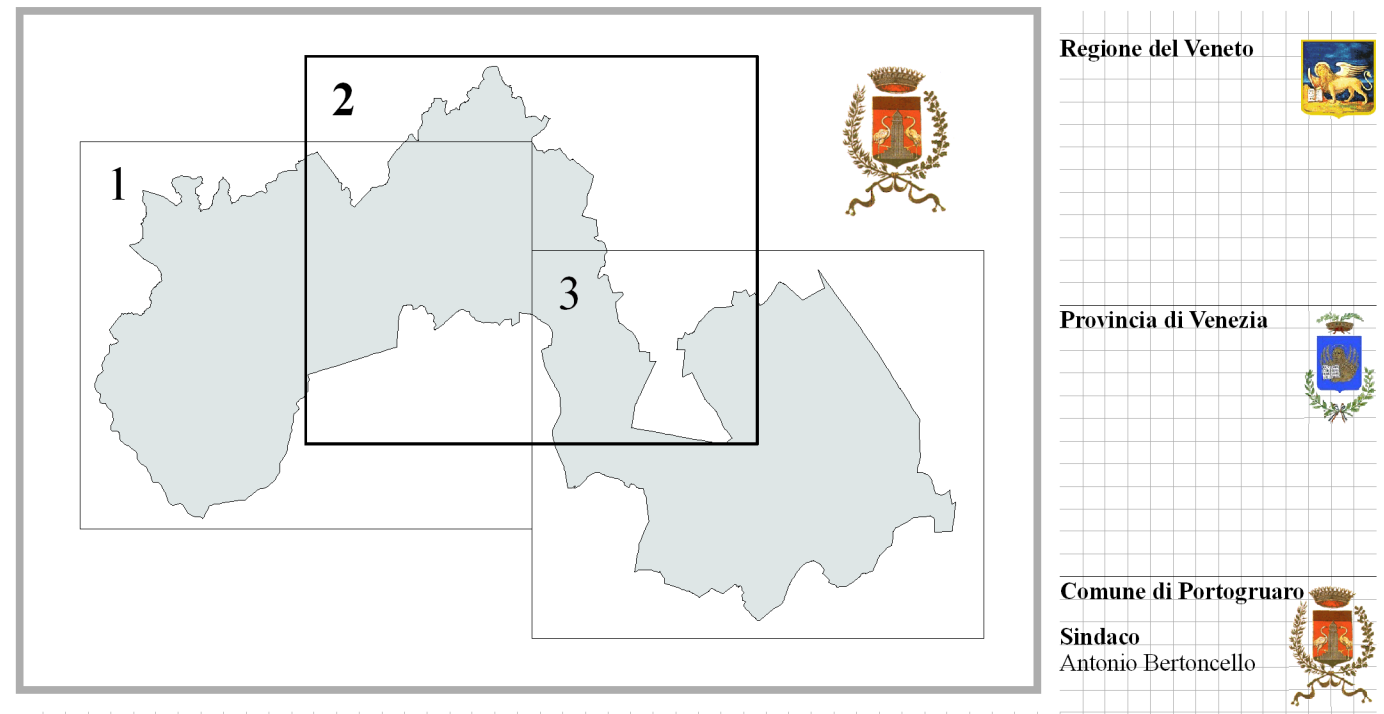 2
1
3
Regione del Veneto
Provincia di Venezia
Comune di Portogruaro
Sindaco
Antonio Bertoncello